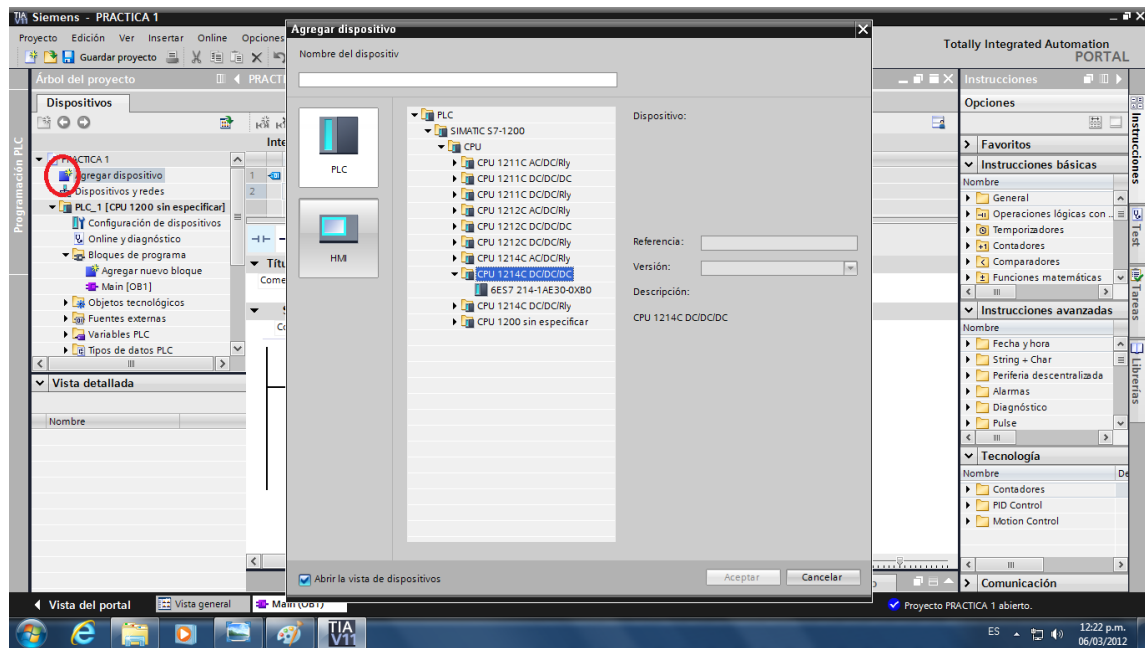 Siemens - PRACTICA 1
Proyecto Edición Ver Insertar Online Opciones
Totally Integrated Automation
PORTAL
Guardar proyecto
Árbol del proyecto
Dispositivos
Programación PLC
PRACTICA 1
Agregar dispositivo
Dispositivos y redes
PLC_1 [CPU 1200 sin especificar]
Configuración de dispositivos
Online y diagnóstico
Bloques de programa
Agregar nuevo bloque
Main [OB1]
Objetos tecnológicos
Fuentes externas
Variables PLC
Tipos de datos PLC
Vista detallada
Nombre
PRACTI
Inte
1
2
Títu
Come
Agregar dispositivo
Nombre del dispositiv
PLC
HMI
PLC
SIMATIC S7-1200
CPU
CPU 1211C AC/DC/Rly
CPU 1211C DC/DC/DC
CPU 1211C DC/DC/Rly
CPU 1212C AC/DC/Rly
CPU 1212C DC/DC/DC
CPU 1212C DC/DC/Rly
CPU 1214C AC/DC/Rly
CPU 1214C DC/DC/DC
6ES7 214-1AE30-0XB0
CPU 1214C DC/DC/Rly
CPU 1200 sin especificar
Dispositivo:
Referencia:
Versión:
Descripción:
CPU 1214C DC/DC/DC
Abrir la vista de dispositivos
Aceptar
Cancelar
Instrucciones
Opciones
Favoritos
Instrucciones básicas
Nombre
General
Operaciones lógicas con ..
Temporizadores
Contadores
Comparadores
Funciones matemáticas
Instrucciones avanzadas
Nombre
Fecha y hora
String + Char
Periferia descentralizada
Alarmas
Diagnóstico
Pulse
Tecnología
Nombre
De
Contadores
PID Control
Motion Control
Comunicación
Instrucciones
Test
Tareas
Librerías
Vista del portal
Vista general
Main (OB1)
Proyecto PRACTICA 1 abierto.
TIA
V11
ES
12:22 p.m.
06/03/2012